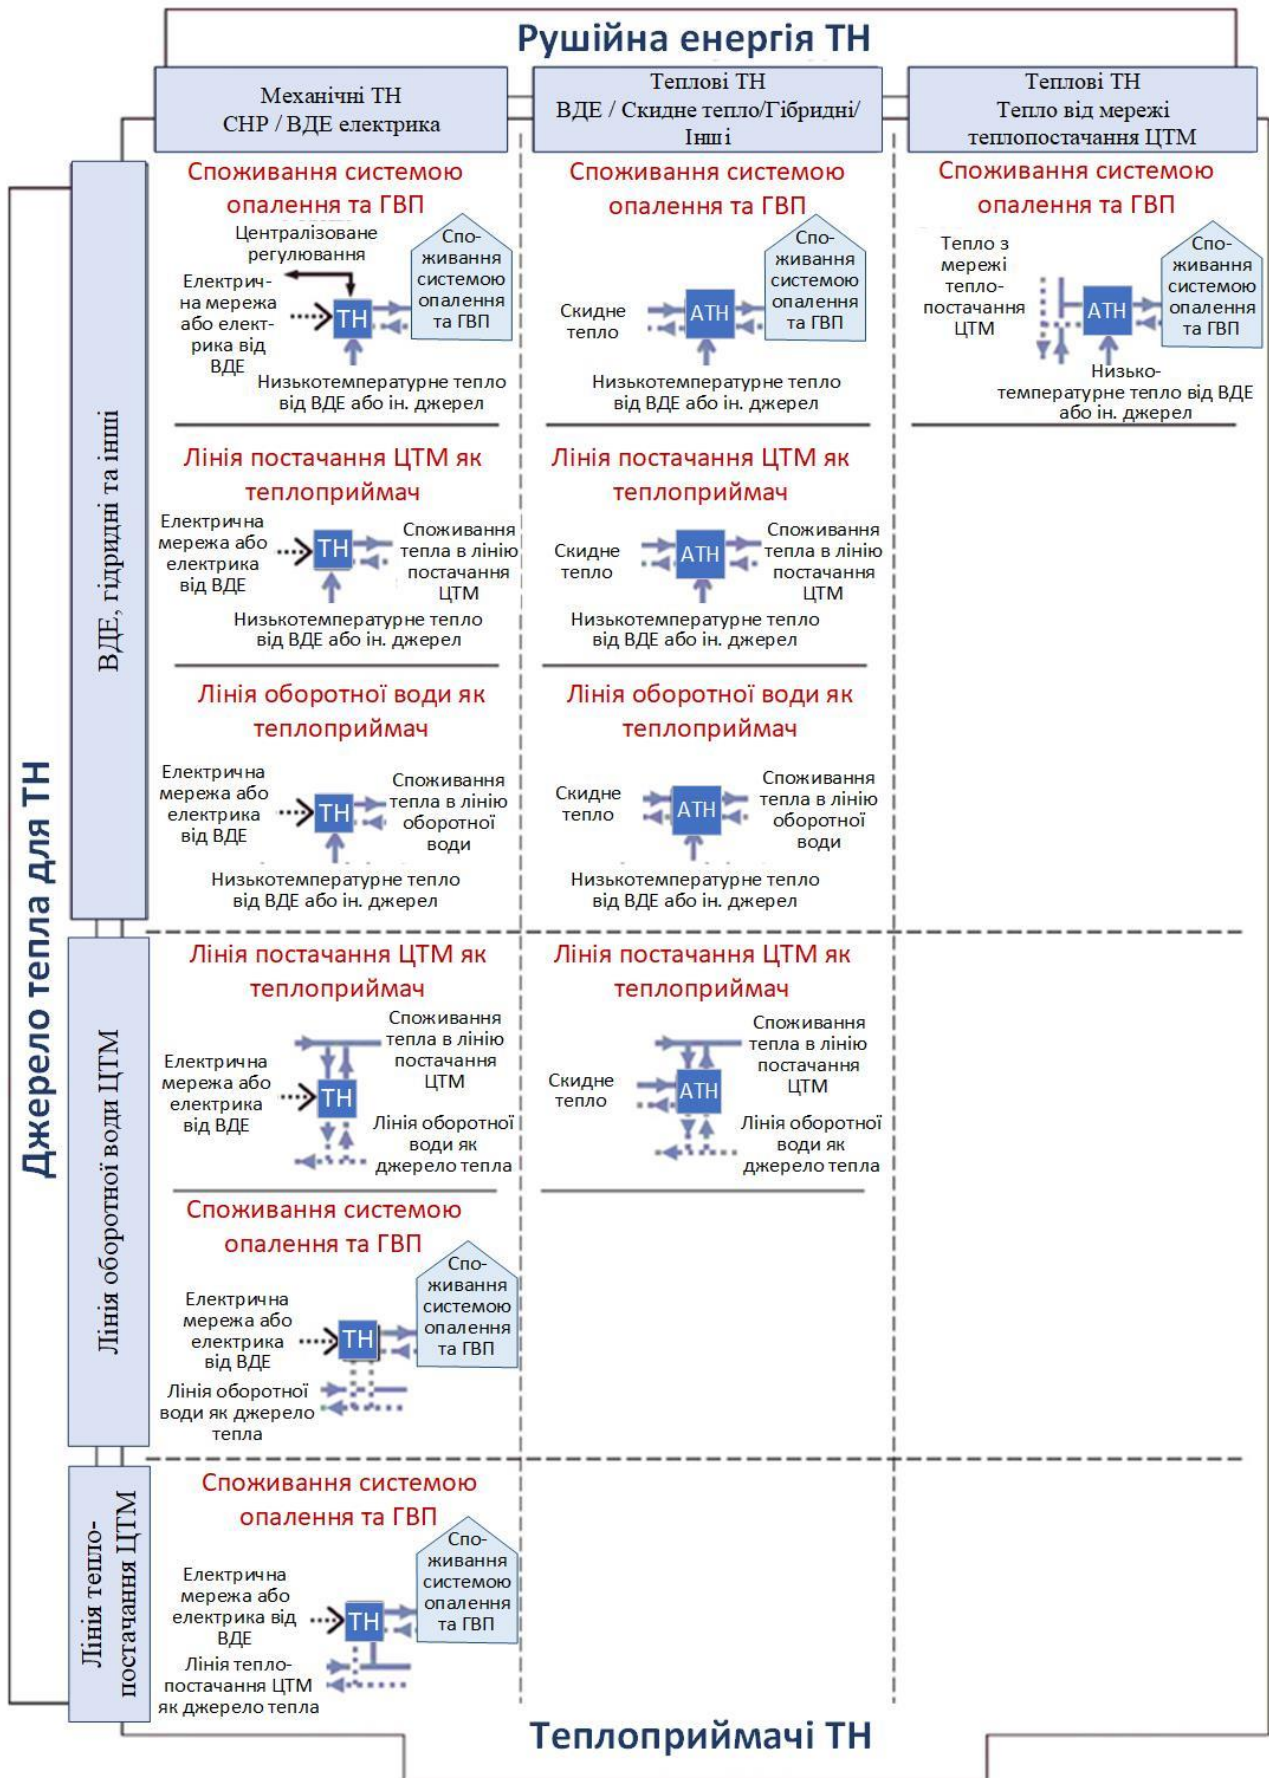 Рушійна енергія ТН
Механічні ТН
СНР / ВДЕ електрика
Теплові ТН
ВДЕ / Скидне тепло/Гібридні/
Інші
Теплові ТН
Тепло від мережі
теплопостачання ЦТМ
Джерело тепла для ТН
ВДЕ, гідридні та інші
Споживання системою
опалення та ГВП
Централізоване
регулювання
Електрич-
на мережа
або елект-
рика від
ВДЕ
ТН
Спо-
живання
системою
опалення
та ГВП
Низькотемпературне тепло
від ВДЕ або ін. джерел
Споживання системою
опалення та ГВП
Скидне
тепло
АТН
Спо-
живання
системою
опалення
та ГВП
Низькотемпературне тепло
від ВДЕ або ін. джерел
Споживання системою
опалення та ГВП
Тепло з
мережі
тепло-
постачання
ЦТМ
АТН
Спо-
живання
системою
опалення
та ГВП
Низько-
температурне тепло від ВДЕ
або ін. джерел
Лінія постачання ЦТМ як
теплоприймач
Електрична
мережа або
електрика
від ВДЕ
ТН
Споживання
тепла в лінію
постачання
ЦТМ
Низькотемпературне тепло
від ВДЕ або ін. джерел
Лінія постачання ЦТМ як
теплоприймач
Скидне
тепло
АТН
Споживання
тепла в лінію
постачання
ЦТМ
Низькотемпературне тепло
від ВДЕ або ін. джерел
Лінія оборотної води як
теплоприймач
Електрична
мережа або
електрика
від ВДЕ
ТН
Споживання
тепла в лінію
оборотної
води
Низькотемпературне тепло
від ВДЕ або ін. джерел
Лінія оборотної води як
теплоприймач
Скидне
тепло
АТН
Споживання
тепла в лінію
оборотної
води
Низькотемпературне тепло
від ВДЕ або ін. джерел
Лінія оборотної води ЦТМ
Лінія постачання ЦТМ як
теплоприймач
Електрична
мережа або
електрика
від ВДЕ
ТН
Споживання
тепла в лінію
постачання
ЦТМ
Лінія оборотної
води як
джерело тепла
Лінія постачання ЦТМ як
теплоприймач
Скидне
тепло
АТН
Споживання
тепла в лінію
постачання
ЦТМ
Лінія оборотної
води як
джерело тепла
Споживання системою
опалення та ГВП
Електрична
мережа або
електрика
від ВДЕ
ТН
Спо-
живання
системою
опалення
та ГВП
Лінія оборотної
води як джерело
тепла
Лінія тепло-
постачання ЦТМ
Споживання системою
опалення та ГВП
Електрична
мережа або
електрика від
ВДЕ
ТН
Спо-
живання
системою
опалення
та ГВП
Лінія тепло-
постачання ЦТМ
як джерело тепла
Теплоприймачі ТН